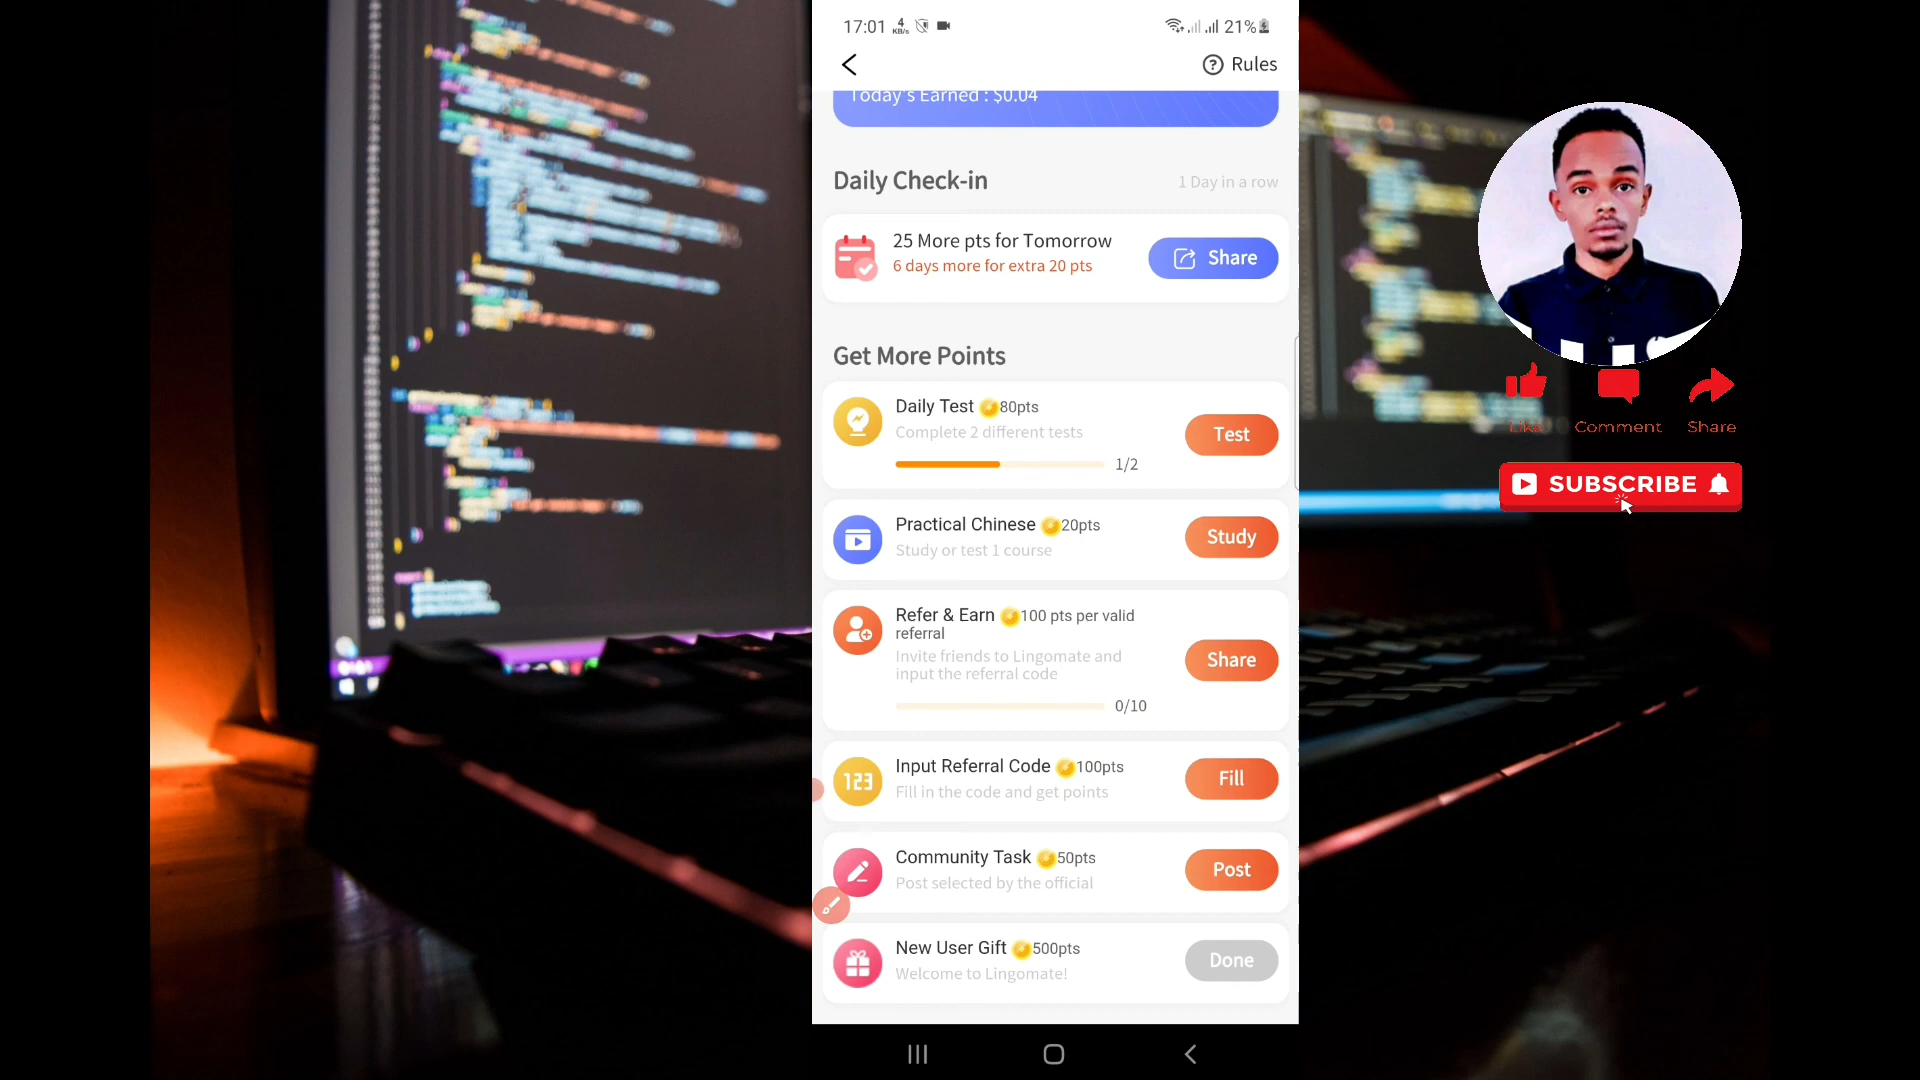 17:01 4 KB/s 21%
Rules
Today's Earned : $0.04
Daily Check-in
1 Day in a row
25 More pts for Tomorrow
6 days more for extra 20 pts
Share
Get More Points
Daily Test 80pts
Complete 2 different tests
1/2
Test
Practical Chinese 20pts
Study or test 1 course
Study
Refer & Earn 100 pts per valid
referral
Invite friends to Lingomate and
input the referral code
0/10
Share
123
Input Referral Code 100pts
Fill in the code and get points
Fill
Community Task 50pts
Post selected by the official
Post
New User Gift 500pts
Welcome to Lingomate!
Done
Like Comment Share
SUBSCRIBE